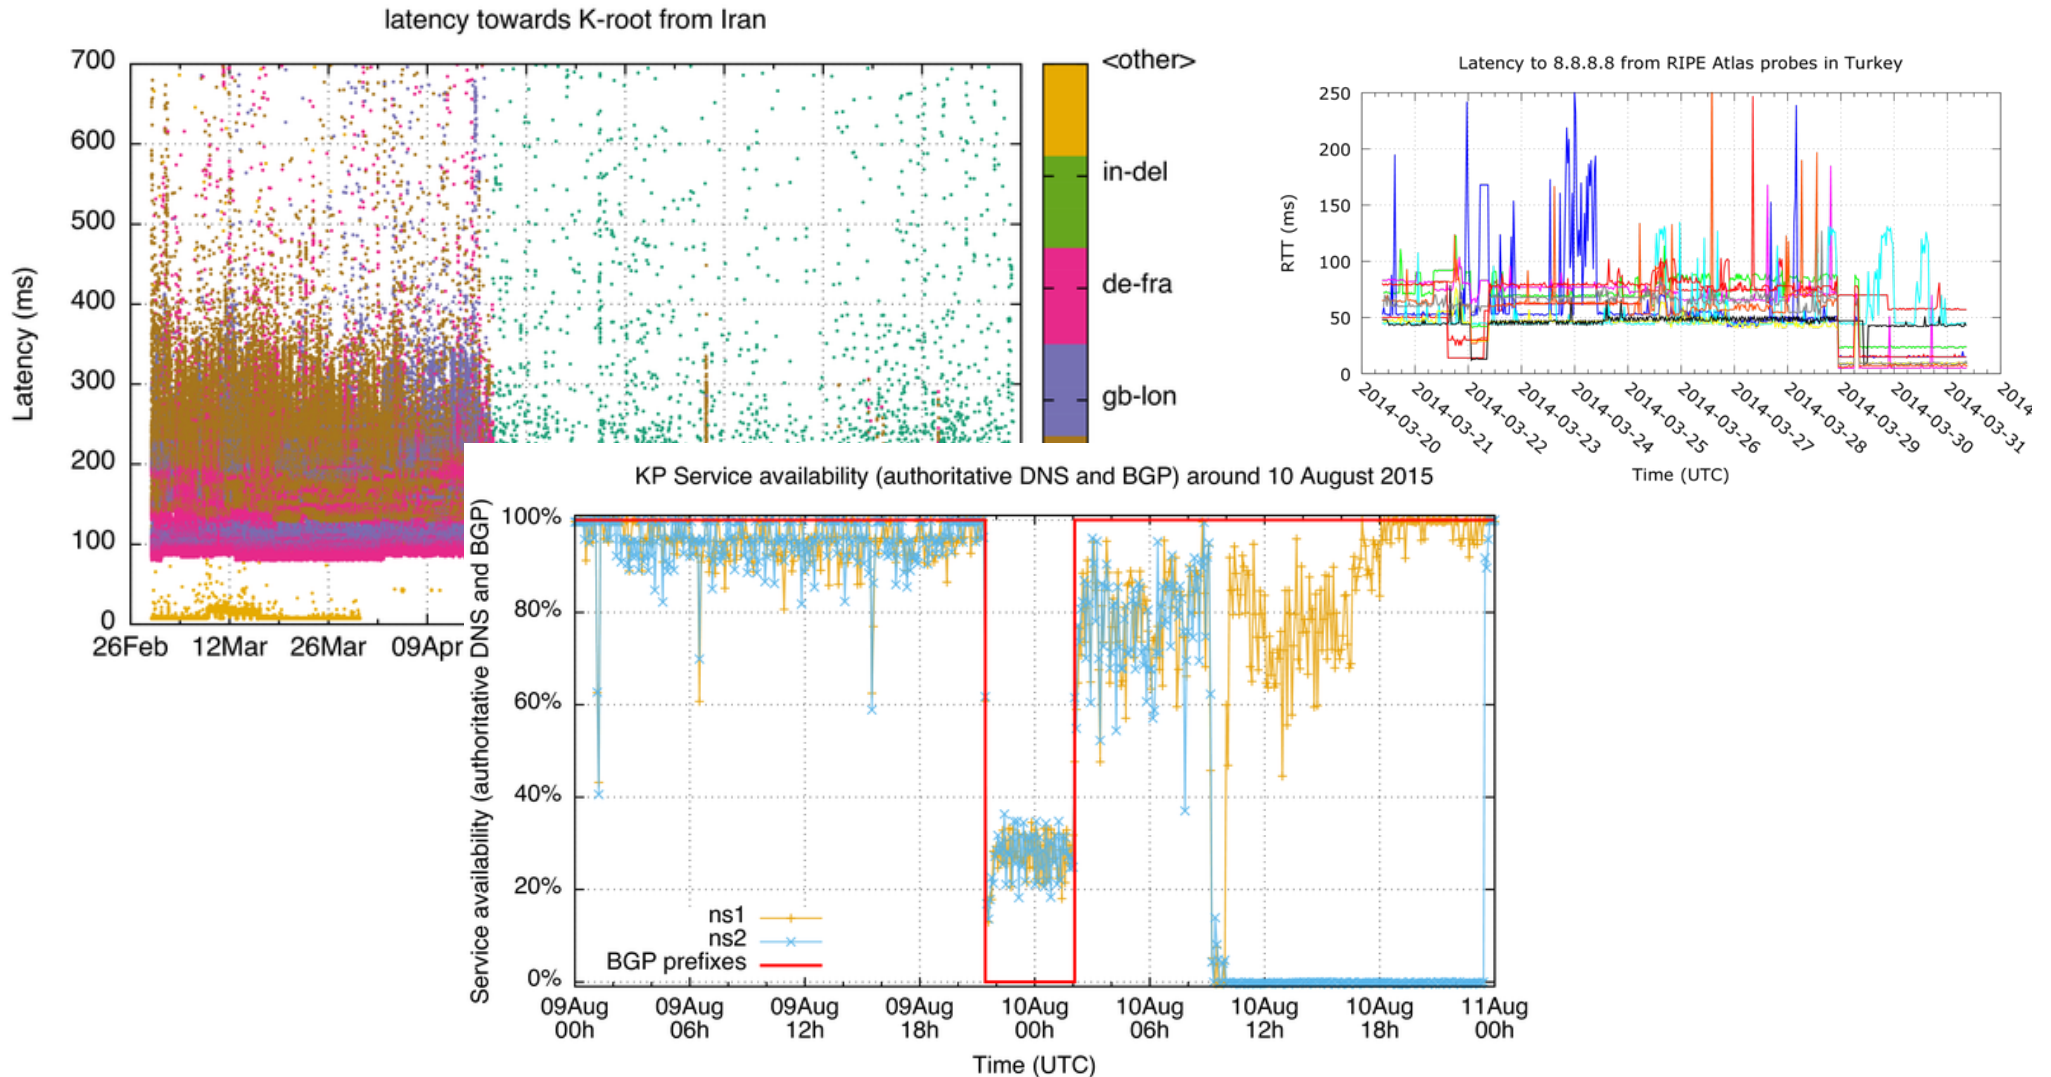 latency towards K-root from Iran
Latency (ms)
700
600
500
400
300
200
100
0
26Feb 12Mar 26Mar 09Apr
<other>
in-del
de-fra
gb-lon
Latency to 8.8.8.8 from RIPE Atlas probes in Turkey
RTT (ms)
250
200
150
100
50
0
2014-03-20
2014-03-21
2014-03-22
2014-03-23
2014-03-24
2014-03-25
2014-03-26
2014-03-27
2014-03-28
2014-03-29
2014-03-30
2014-03-31
2014
Time (UTC)
KP Service availability (authoritative DNS and BGP) around 10 August 2015
Service availability (authoritative DNS and BGP)
100%
80%
60%
40%
20%
0%
ns1
ns2
BGP prefixes
09Aug 09Aug 09Aug 09Aug 10Aug 10Aug 10Aug 10Aug 11Aug
00h 06h 12h 18h 00h 06h 12h 18h 00h
Time (UTC)